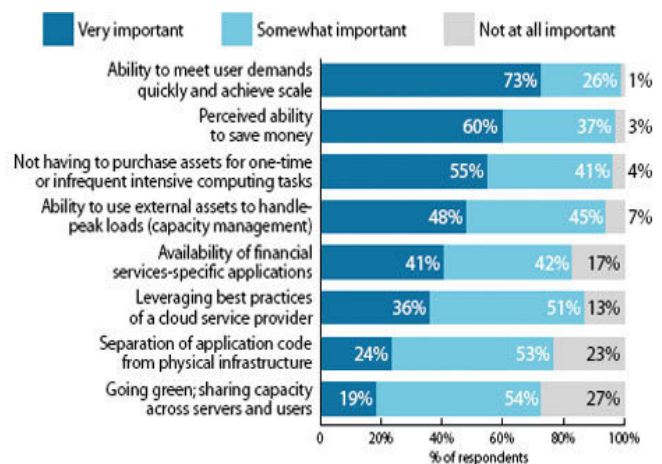 Very important
Somewhat important
Not at all important
Ability to meet user demands
quickly and achieve scale
73%
26%
1%
Perceived ability
to save money
60%
37%
3%
Not having to purchase assets for one-time
or infrequent intensive computing tasks
55%
41%
4%
Ability to use external assets to handle-
peak loads (capacity management)
48%
45%
7%
Availability of financial
services-specific applications
41%
42%
17%
Leveraging best practices
of a cloud service provider
36%
51%
13%
Separation of application code
from physical infrastructure
24%
53%
23%
Going green; sharing capacity
across servers and users
19%
54%
27%
0
20%
40%
60%
80%
100%
% of respondents